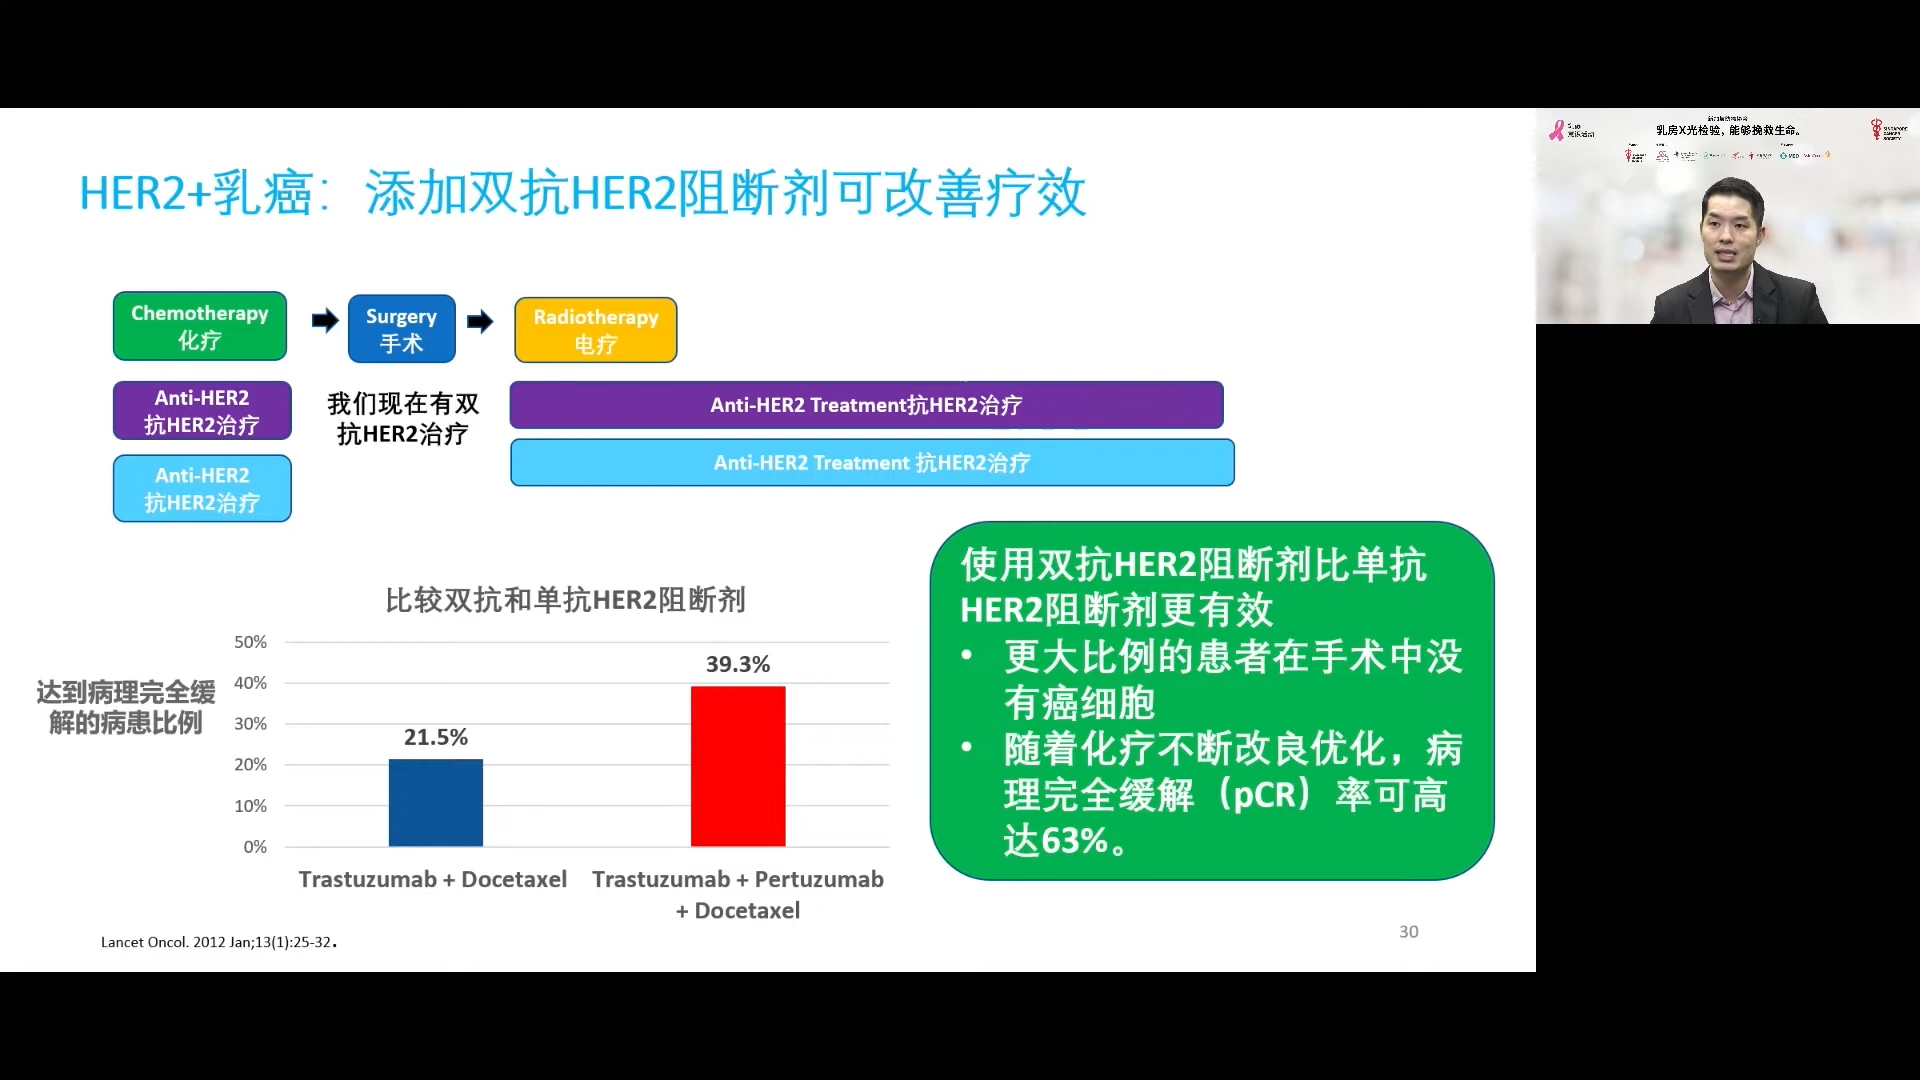 HER2+乳癌：添加双抗HER2阻断剂可改善疗效
Chemotherapy
化疗
Surgery
手术
Radiotherapy
电疗
Anti-HER2
抗HER2治疗
我们现在有双
抗HER2治疗
Anti-HER2 Treatment抗HER2治疗
Anti-HER2
抗HER2治疗
Anti-HER2 Treatment 抗HER2治疗
比较双抗和单抗HER2阻断剂
达到病理完全缓
解的病患比例
50%
40%
30%
20%
10%
0%
21.5%
39.3%
Trastuzumab + Docetaxel
Trastuzumab + Pertuzumab
+ Docetaxel
使用双抗HER2阻断剂比单抗
HER2阻断剂更有效
• 更大比例的患者在手术中没
有癌细胞
• 随着化疗不断改良优化，病
理完全缓解（pCR）率可高
达63%。
Lancet Oncol. 2012 Jan;13(1):25-32.
30
乳房X光检验，能够挽救生命。
SINGAPORE
CANCER
SOCIETY
MSD